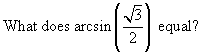 What does arcsin(√3/2) equal?